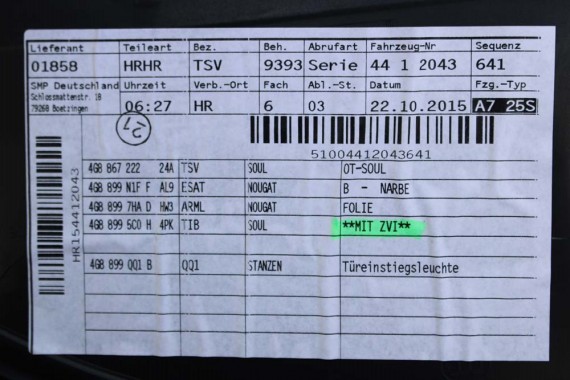 Lieferant Teileart Bez. Beh. Abrufart Fahrzeug-Nr Sequenz
01858 HRHR TSV 9393 Serie 44 1 2043 641
SMP Deutschland Uhrzeit Verb.-Ort Fach Abl.-St. Datum Fzg.-Typ
Schlossmattenstr. 18
79268 Boetzingen
06:27 HR 6 03 22.10.2015 A7 25S
21
51004412043641
HR154412043
4G8 867 222 24A TSV SOUL OT-SOUL
4G8 899 N1F F AL9 ESAT NOUGAT B - NARBE
4G8 899 7HA D HW3 ARML NOUGAT FOLIE
4G8 899 5C0 H 4PK TIB SOUL **MIT ZVI**
4G8 899 QQ1 B QQ1 STANZEN Türeinstiegsleuchte